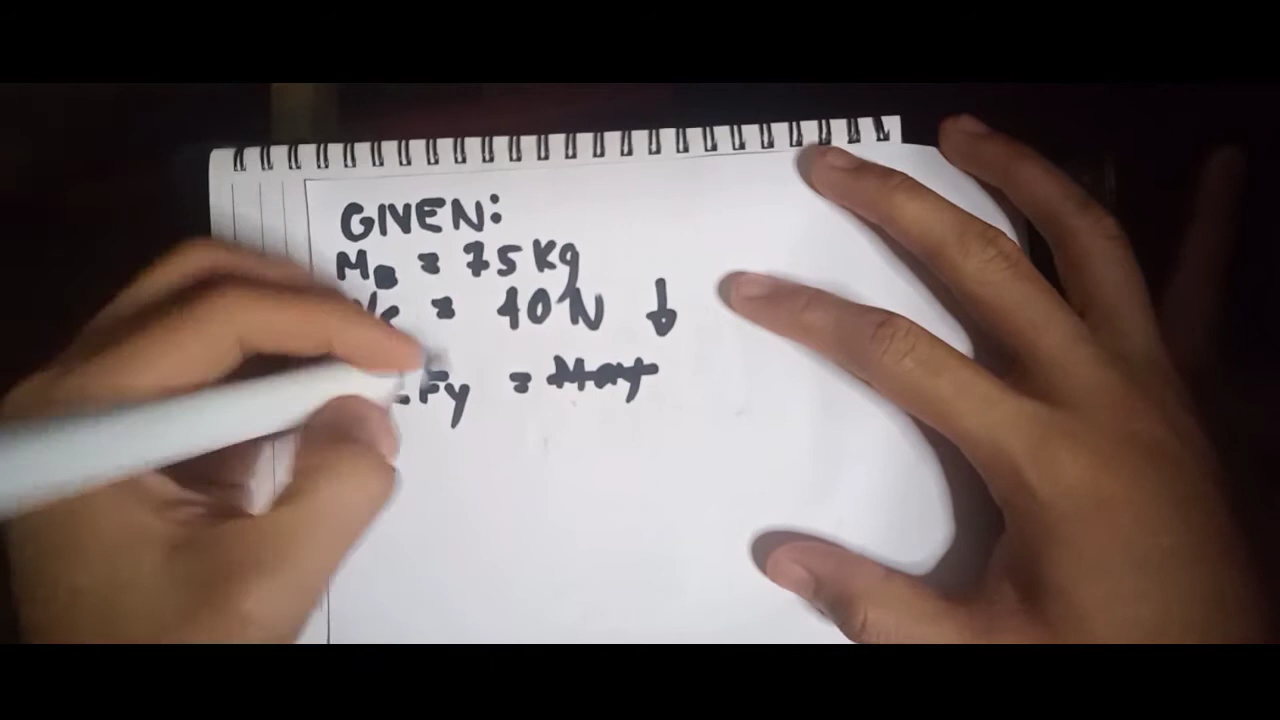 GIVEN:
MB = 75 kg
= 40 N ↓
Fy =